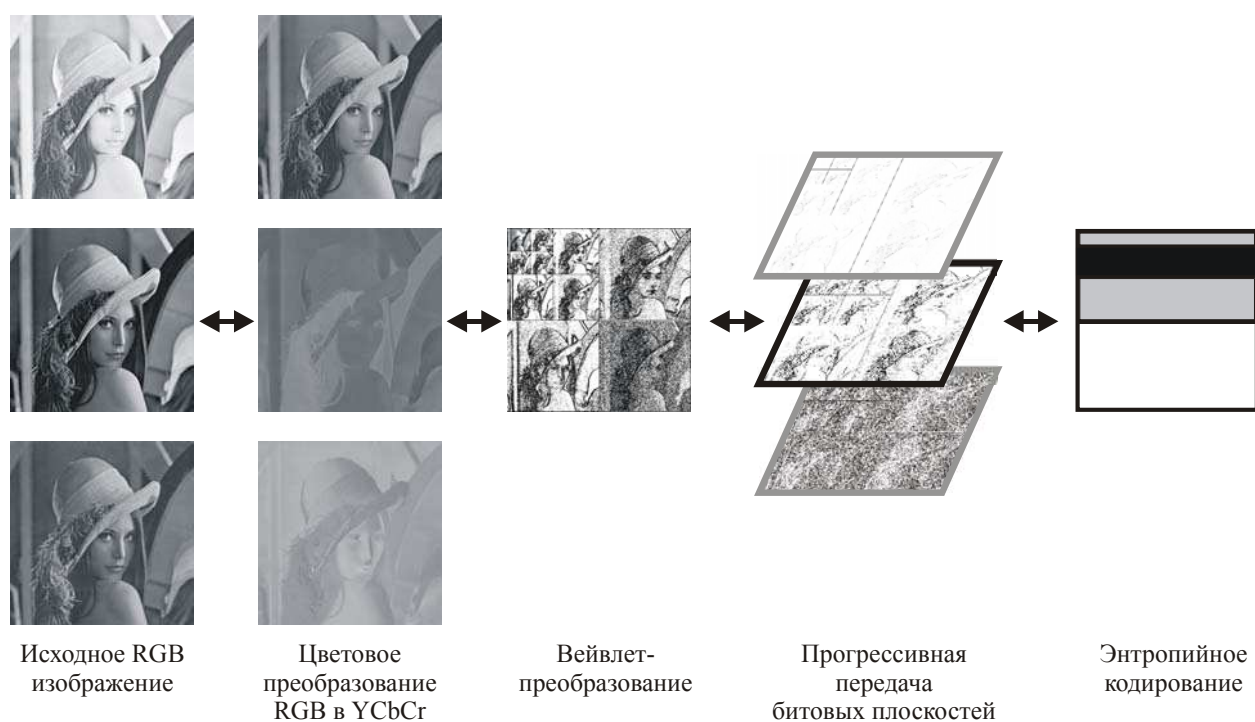 Исходное RGB
изображение
Цветовое
преобразование
RGB в YCbCr
Вейвлет-
преобразование
Прогрессивная
передача
битовых плоскостей
Энтропийное
кодирование